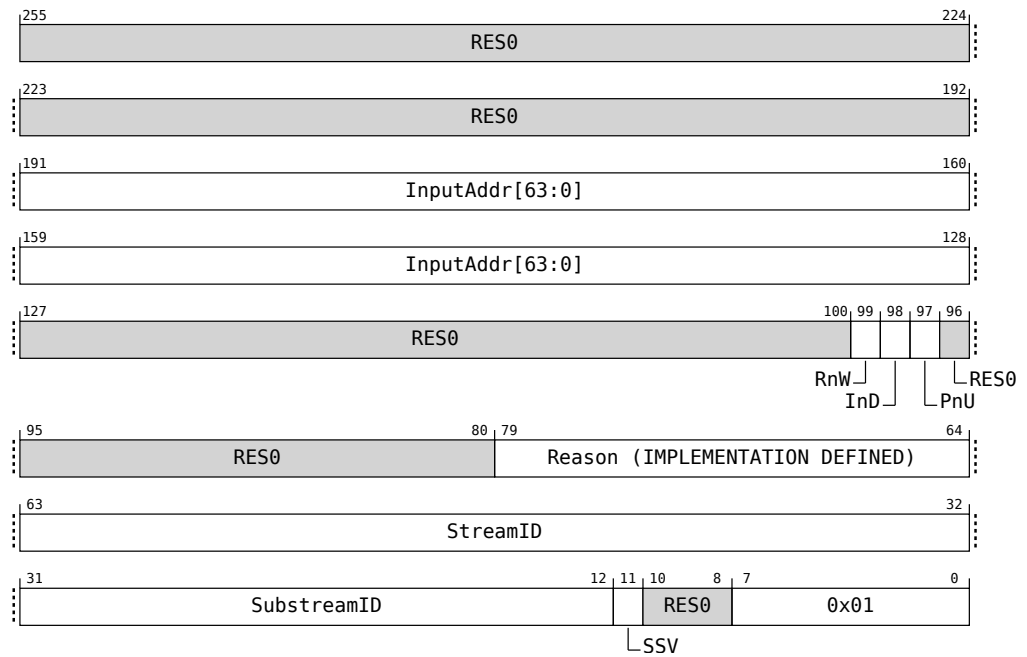 255 224
RES0
223 192
RES0
191 160
InputAddr[63:0]
159 128
InputAddr[63:0]
127 100 99 98 97 96
RES0
RnW RES0
InD PnU
95 80 79 64
RES0 Reason (IMPLEMENTATION DEFINED)
63 32
StreamID
31 12 11 10 8 7 0
SubstreamID RES0 0x01
SSV